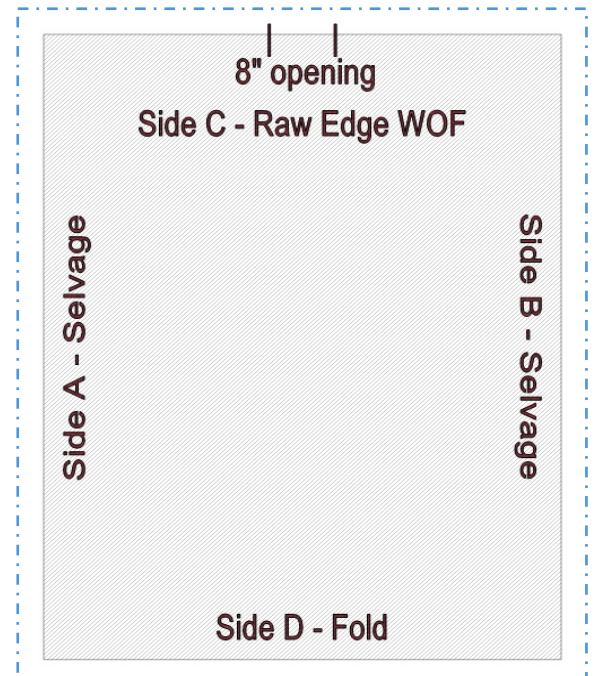 8" opening
Side C - Raw Edge WOF
Side A - Selvage
Side B - Selvage
Side D - Fold